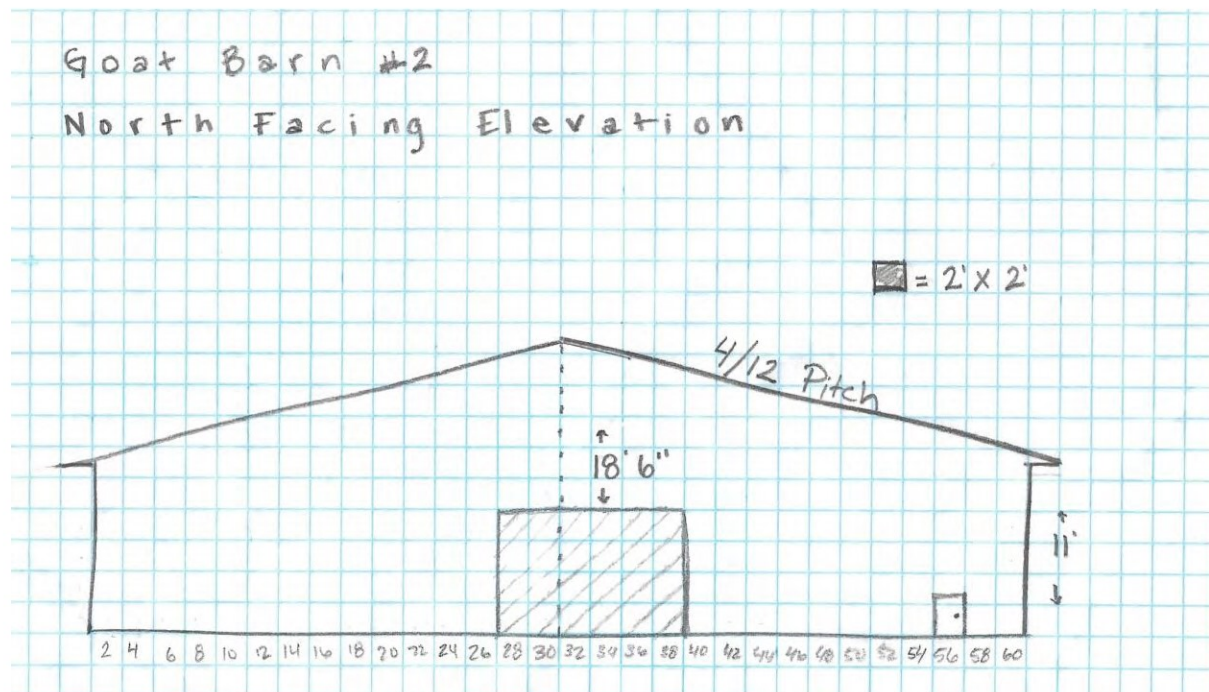 Goat Barn #2
North Facing Elevation
= 2' x 2'
4/12 Pitch
18' 6"
11'
2 4 6 8 10 12 14 16 18 20 22 24 26 28 30 32 34 36 38 40 42 44 46 48 50 52 54 56 58 60